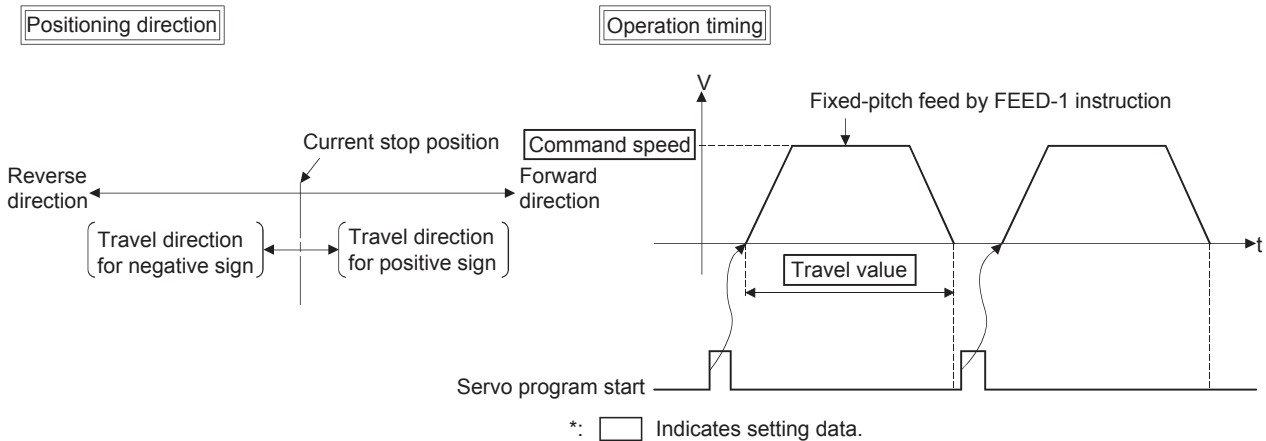 Positioning direction
Current stop position
Reverse
direction
Forward
direction
Travel direction
for negative sign
Travel direction
for positive sign
Operation timing
V
Fixed-pitch feed by FEED-1 instruction
Command speed
t
Travel value
Servo program start
*: Indicates setting data.